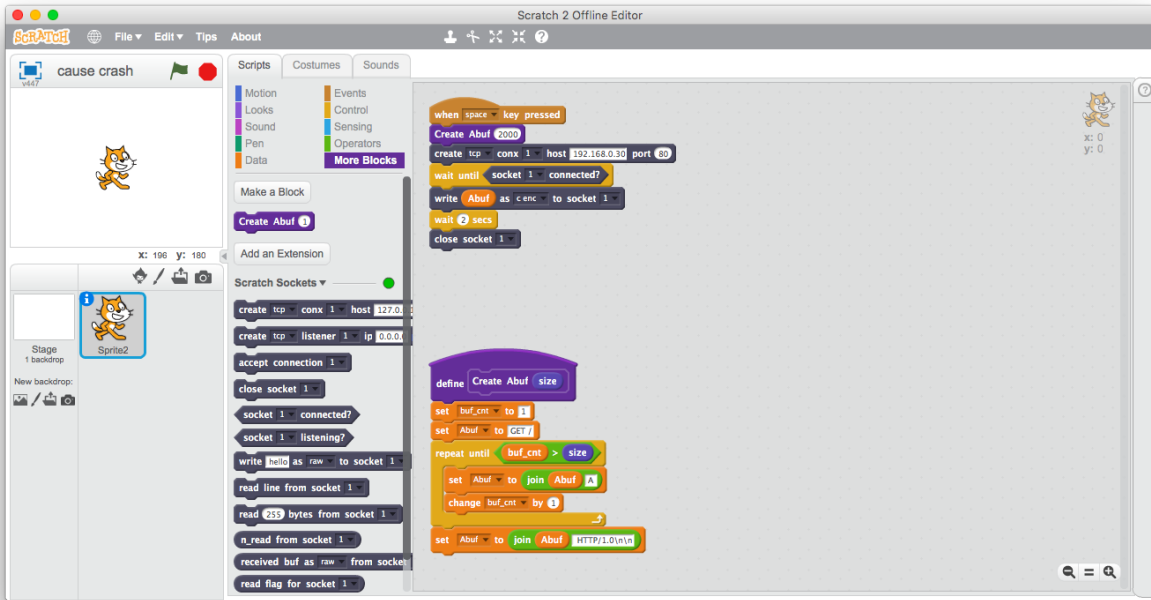 Scratch 2 Offline Editor
SCRATCH File Edit Tips About
cause crash
v447
Scripts Costumes Sounds
Motion Events
Looks Control
Sound Sensing
Pen Operators
Data More Blocks
Make a Block
Create Abuf 1
Add an Extension
Scratch Sockets
create tcp conx 1 host 127.0.
create tcp listener 1 ip 0.0.0.
accept connection 1
close socket 1
socket 1 connected?
socket 1 listening?
write hello as raw to socket 1
read line from socket 1
read 255 bytes from socket 1
n_read from socket 1
received buf as raw from socket
read flag for socket 1
x: 196 y: 180
Stage
1 backdrop
New backdrop:
Sprite2
when space key pressed
Create Abuf 2000
create tcp conx 1 host 192.168.0.30 port 80
wait until socket 1 connected?
write Abuf as c enc to socket 1
wait 2 secs
close socket 1
x: 0
y: 0
define Create Abuf size
set buf_cnt to 1
set Abuf to GET /
repeat until buf_cnt > size
set Abuf to join Abuf A
change buf_cnt by 1
set Abuf to join Abuf HTTP/1.0\n\n